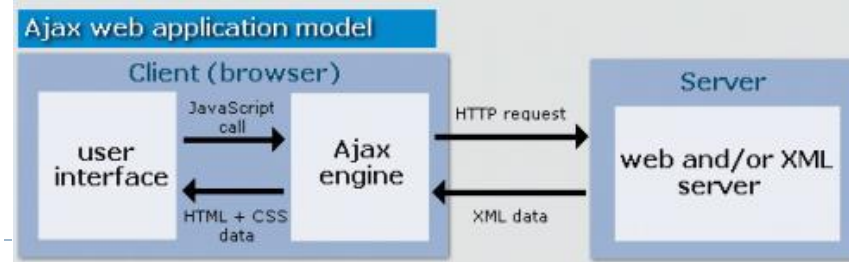 Ajax web application model
Client (browser)
Server
JavaScript
call
HTTP request
user
interface
Ajax
engine
web and/or XML
server
HTML + CSS
data
XML data